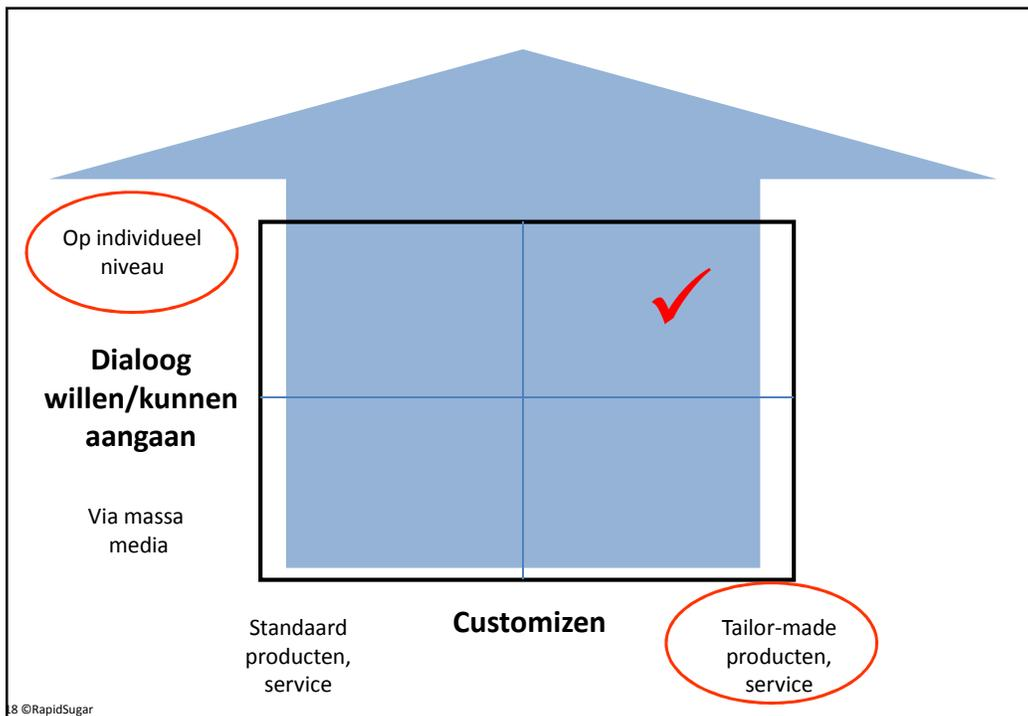 Op individueel
niveau
Dialoog
willen/kunnen
aangaan
Via massa
media
Standaard
producten,
service
Customizen
Tailor-made
producten,
service
18 ©RapidSugar